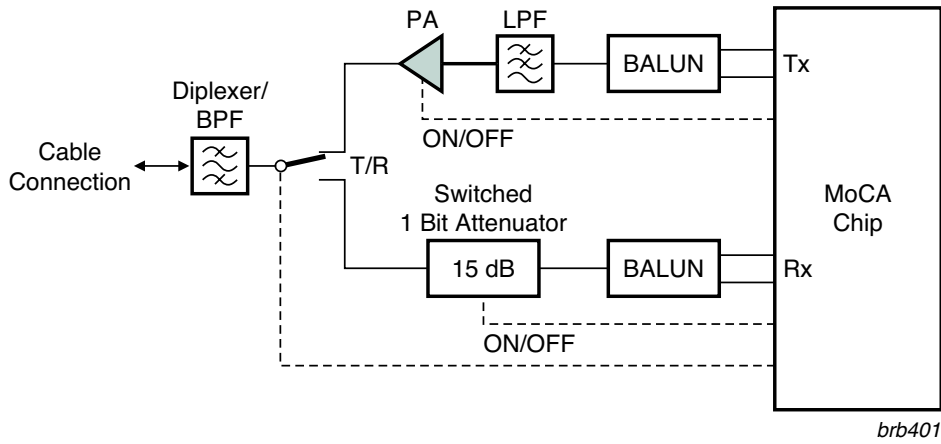 PA
LPF
BALUN
Tx
Diplexer/
BPF
ON/OFF
Cable
Connection
T/R
MoCA
Chip
Switched
1 Bit Attenuator
15 dB
BALUN
Rx
ON/OFF
brb401